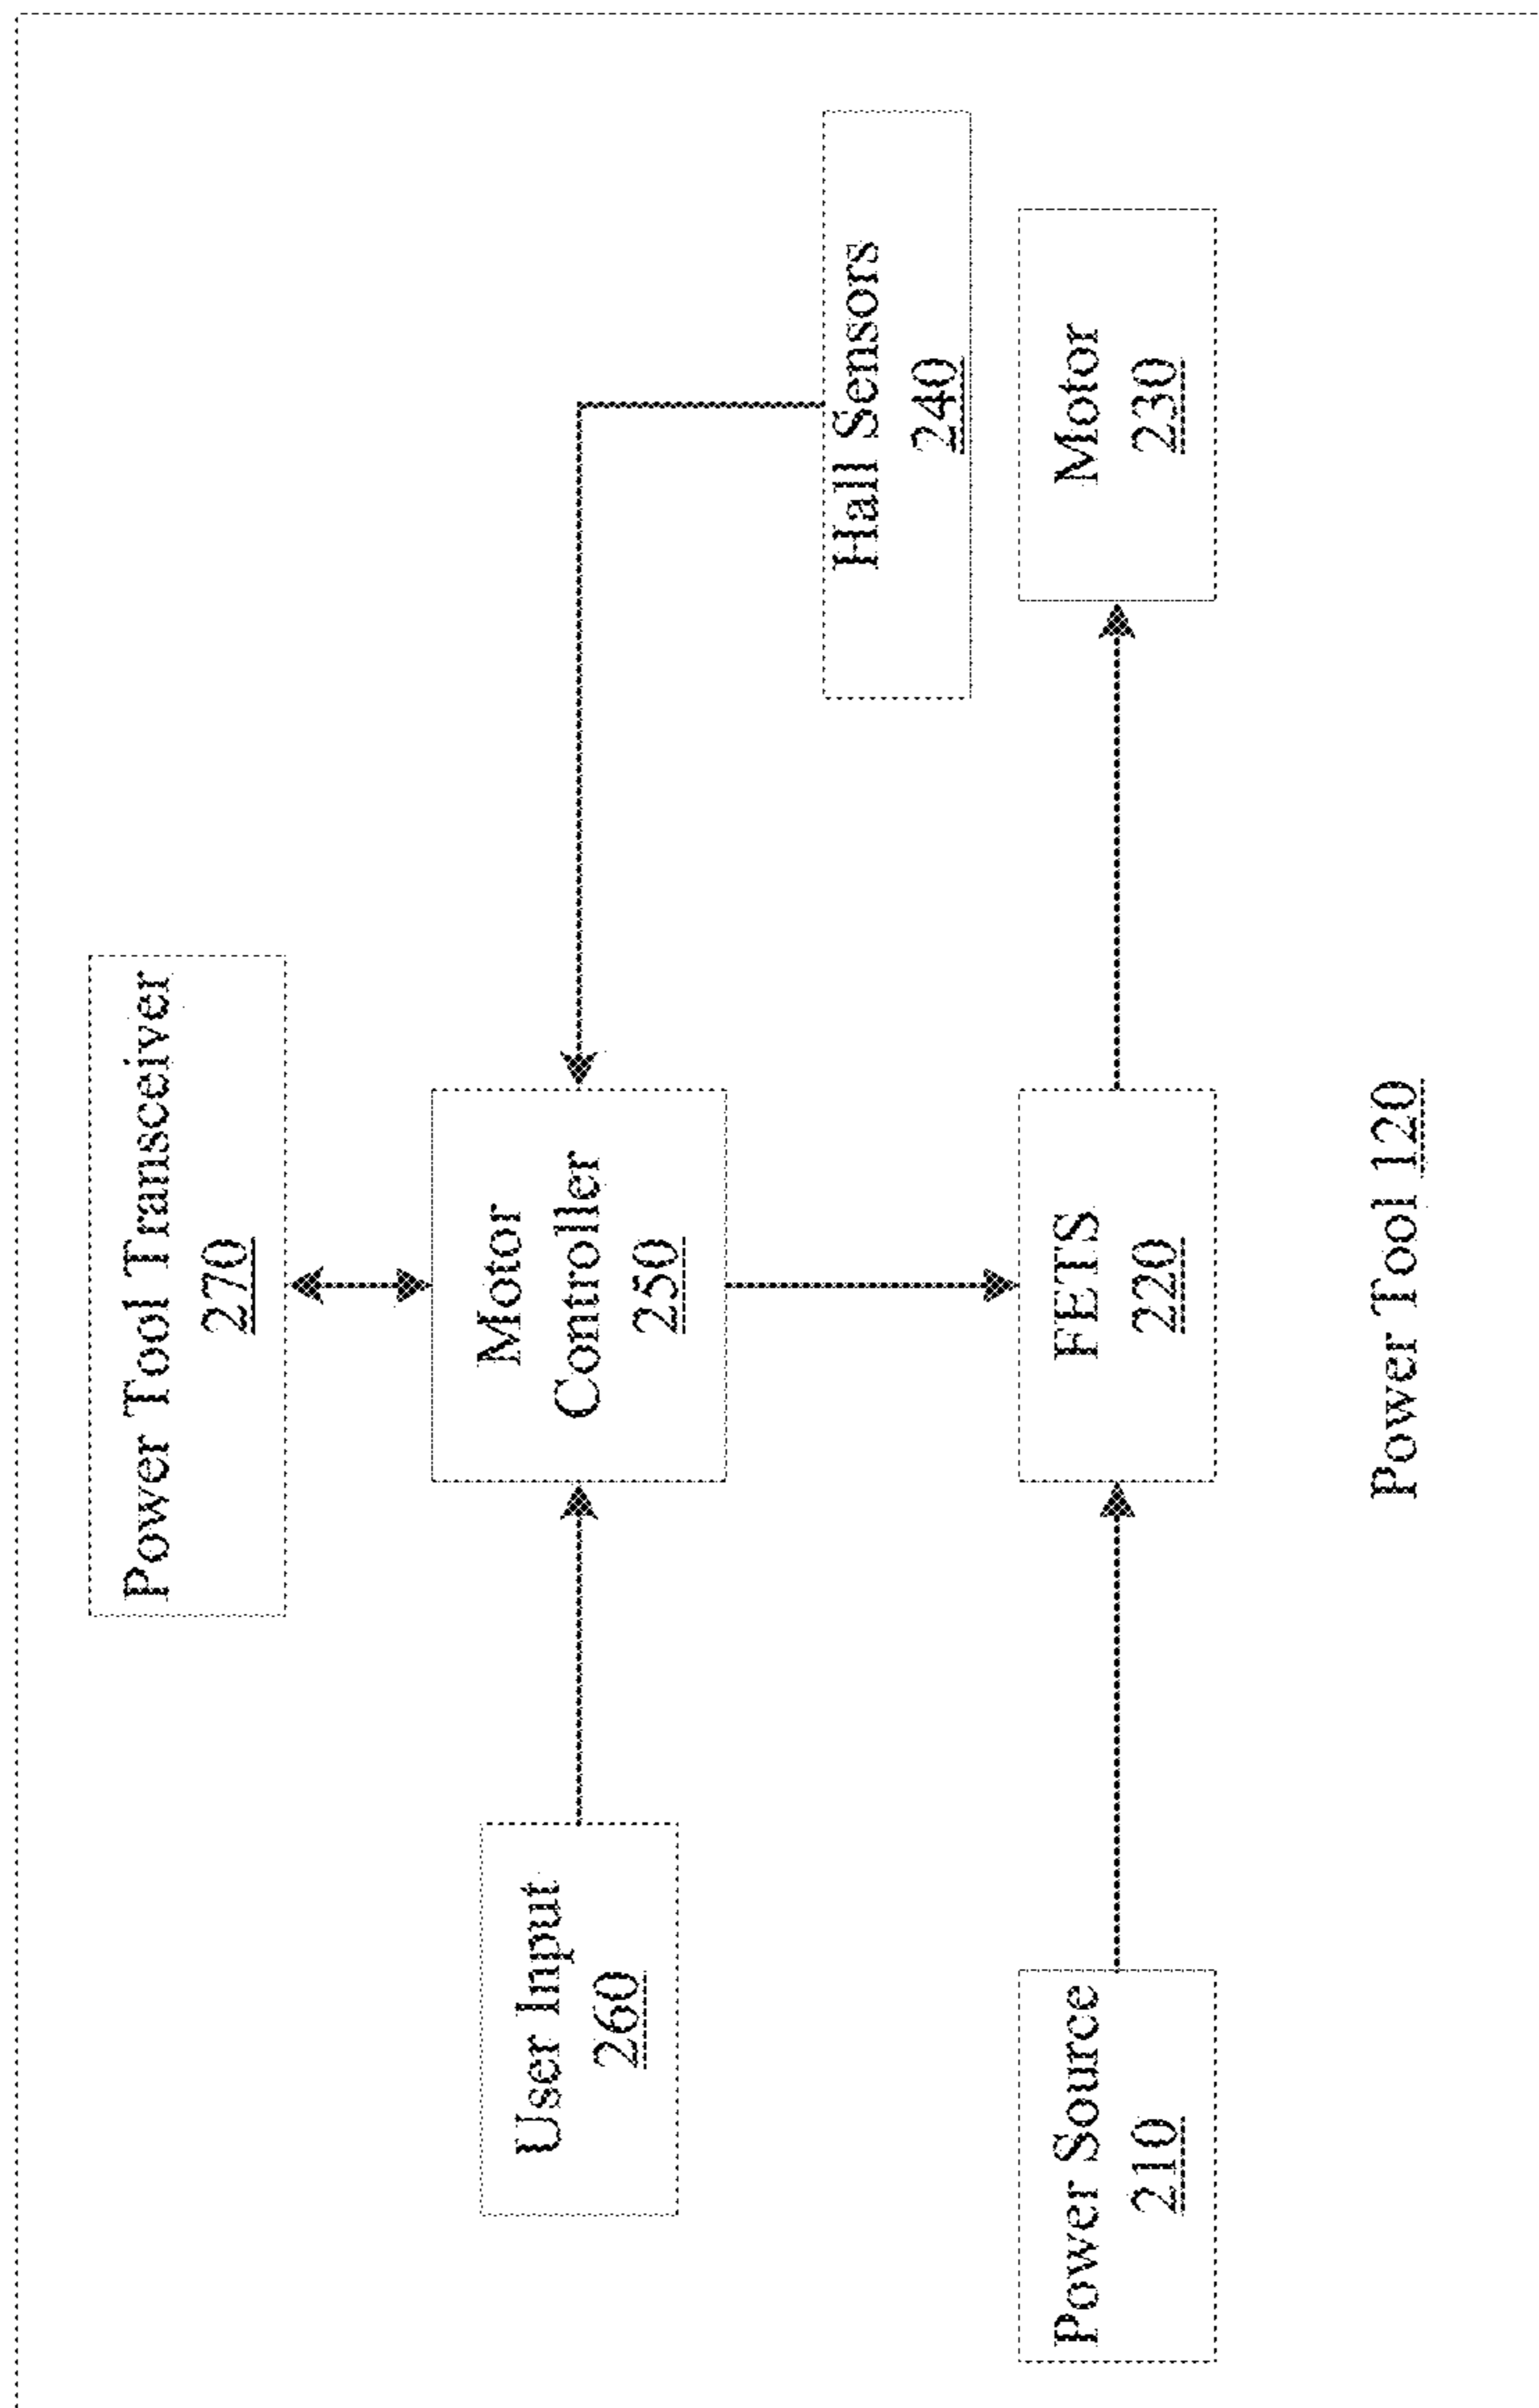 Power Tool Transceiver
270
User Input
260
Motor
Controller
250
Hall Sensors
240
Power Source
210
FETS
220
Motor
230
Power Tool 120